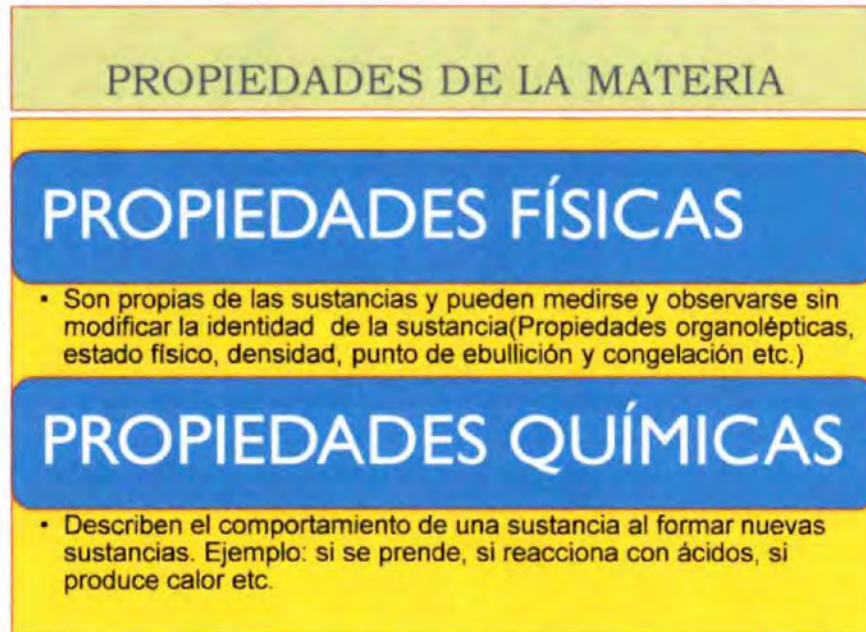 PROPIEDADES DE LA MATERIA
PROPIEDADES FÍSICAS
• Son propias de las sustancias y pueden medirse y observarse sin
modificar la identidad de la sustancia(Propiedades organolépticas,
estado físico, densidad, punto de ebullición y congelación etc.)
PROPIEDADES QUÍMICAS
• Describen el comportamiento de una sustancia al formar nuevas
sustancias. Ejemplo: si se prende, si reacciona con ácidos, si
produce calor etc.